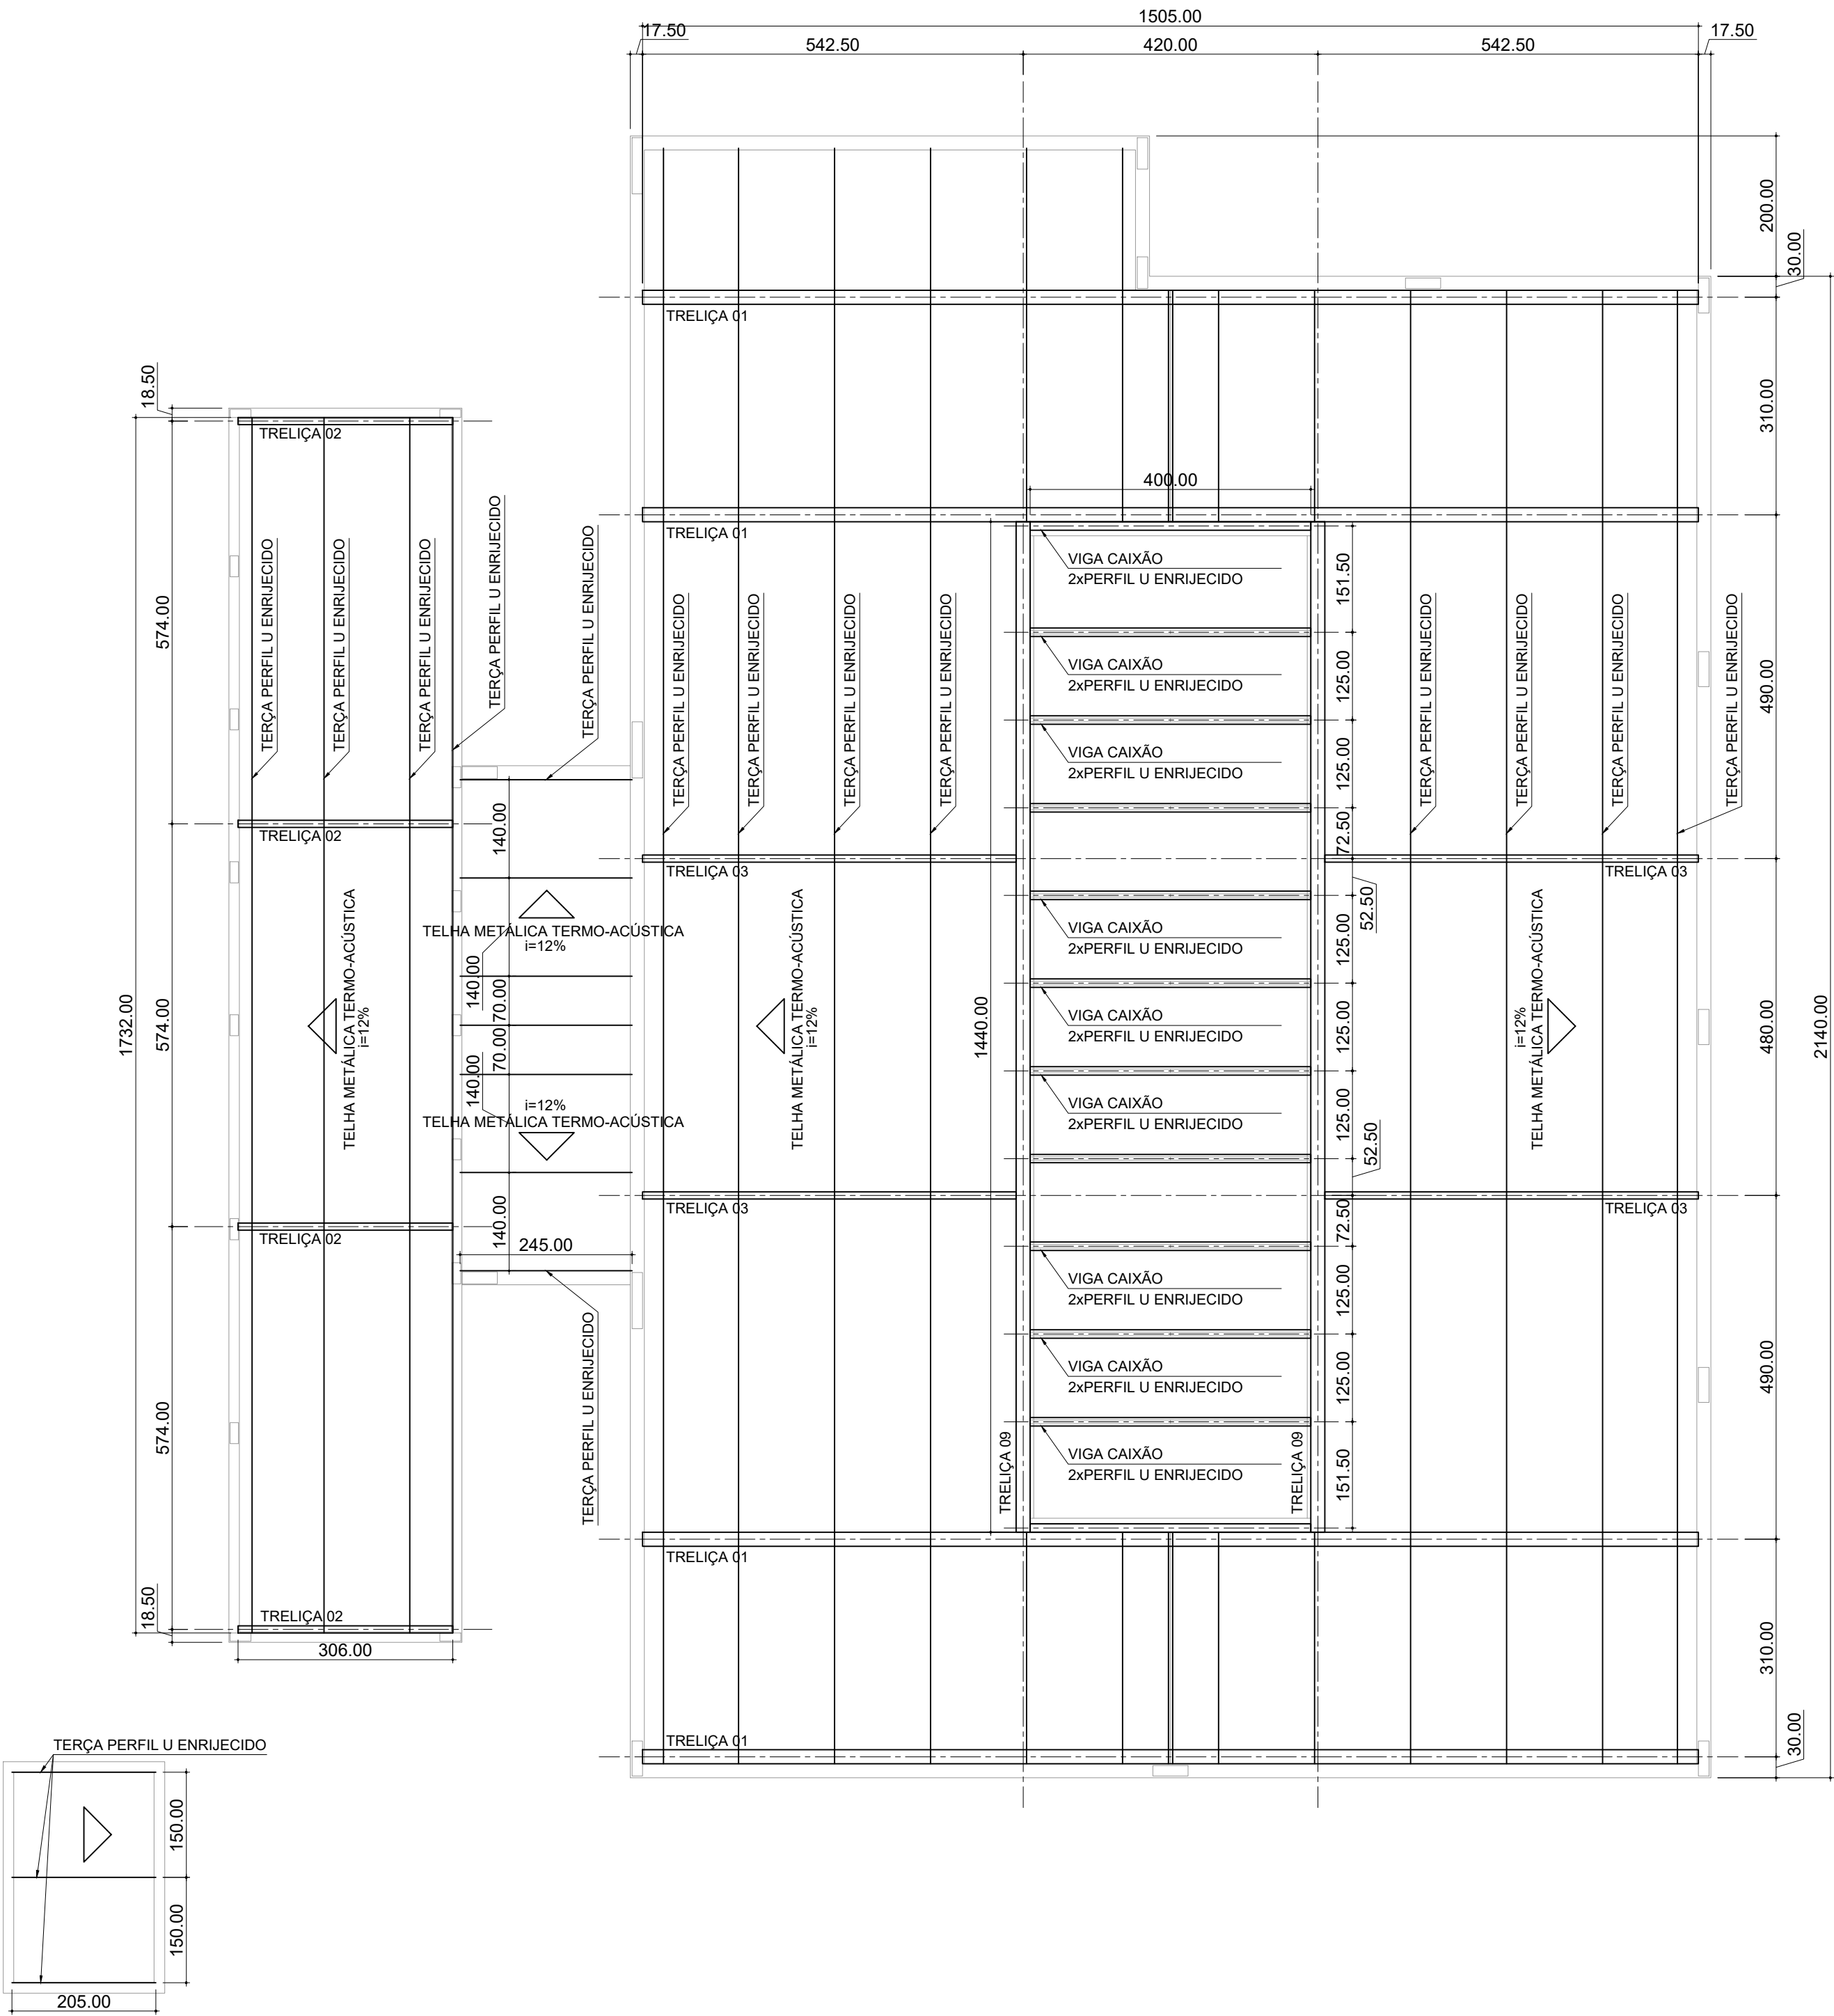 1505.00
17.50
542.50
420.00
542.50
17.50
200.00
30.00
TRELIÇA 01
310.00
18.50
TRELIÇA 02
400.00
TRELIÇA 01
VIGA CAIXÃO
2xPERFIL U ENRIJECIDO
151.50
574.00
TERÇA PERFIL U ENRIJECIDO
TERÇA PERFIL U ENRIJECIDO
TERÇA PERFIL U ENRIJECIDO
TERÇA PERFIL U ENRIJECIDO
TERÇA PERFIL U ENRIJECIDO
TERÇA PERFIL U ENRIJECIDO
TERÇA PERFIL U ENRIJECIDO
TERÇA PERFIL U ENRIJECIDO
TERÇA PERFIL U ENRIJECIDO
VIGA CAIXÃO
2xPERFIL U ENRIJECIDO
125.00
TERÇA PERFIL U ENRIJECIDO
TERÇA PERFIL U ENRIJECIDO
TERÇA PERFIL U ENRIJECIDO
TERÇA PERFIL U ENRIJECIDO
490.00
VIGA CAIXÃO
2xPERFIL U ENRIJECIDO
125.00
TRELIÇA 02
140.00
72.50
TRELIÇA 03
TRELIÇA 03
52.50
TELHA METÁLICA TERMO-ACÚSTICA
i=12%
TELHA METÁLICA TERMO-ACÚSTICA
i=12%
TELHA METÁLICA TERMO-ACÚSTICA
i=12%
VIGA CAIXÃO
2xPERFIL U ENRIJECIDO
125.00
i=12%
TELHA METÁLICA TERMO-ACÚSTICA
1732.00
574.00
140.00
70.00
70.00
140.00
1440.00
VIGA CAIXÃO
2xPERFIL U ENRIJECIDO
125.00
480.00
2140.00
i=12%
TELHA METÁLICA TERMO-ACÚSTICA
VIGA CAIXÃO
2xPERFIL U ENRIJECIDO
125.00
52.50
TRELIÇA 03
TRELIÇA 03
72.50
TRELIÇA 02
140.00
245.00
VIGA CAIXÃO
2xPERFIL U ENRIJECIDO
125.00
TERÇA PERFIL U ENRIJECIDO
VIGA CAIXÃO
2xPERFIL U ENRIJECIDO
125.00
490.00
574.00
TRELIÇA 09
VIGA CAIXÃO
2xPERFIL U ENRIJECIDO
TRELIÇA 09
151.50
TRELIÇA 01
18.50
TRELIÇA 02
306.00
310.00
TRELIÇA 01
30.00
TERÇA PERFIL U ENRIJECIDO
150.00
150.00
205.00